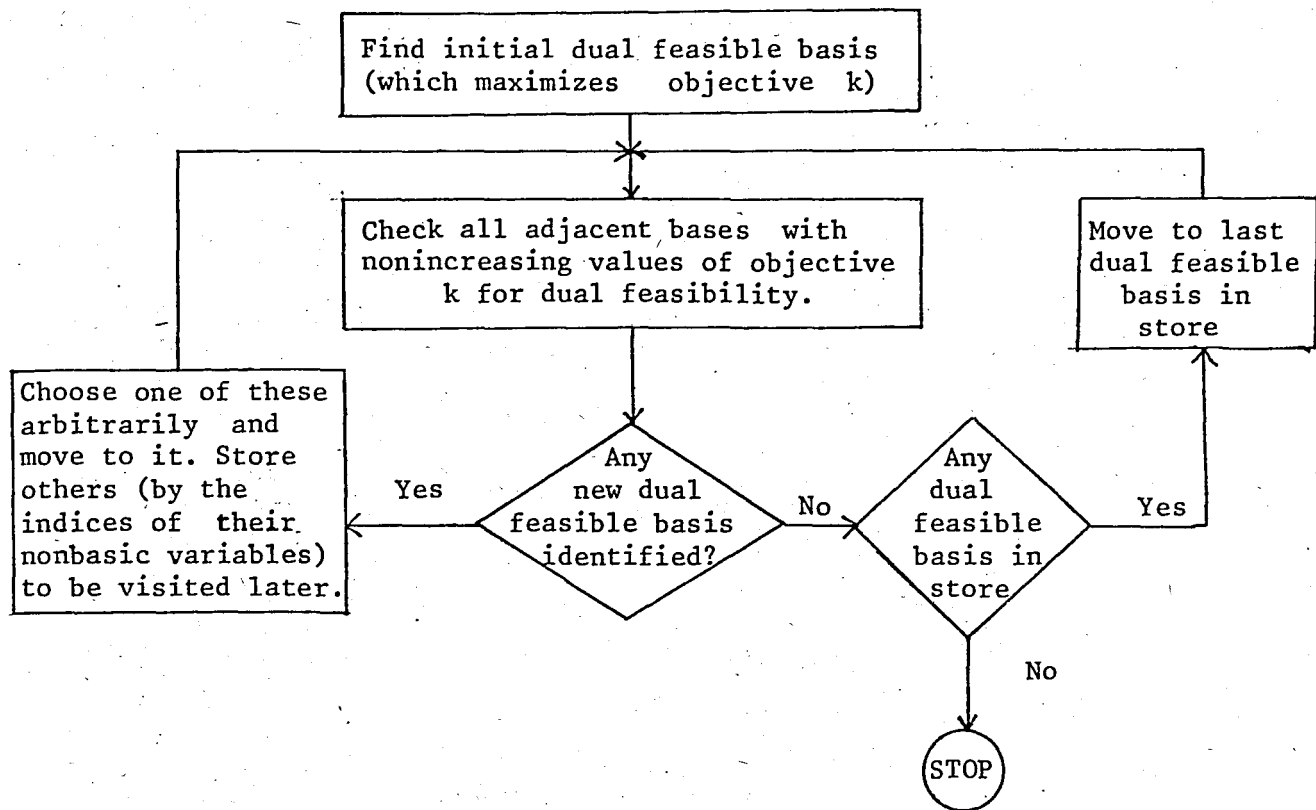 Find initial dual feasible basis
(which maximizes objective k)
Check all adjacent bases with
nonincreasing values of objective
k for dual feasibility.
Move to last
dual feasible
basis in
store
Choose one of these
arbitrarily and
move to it. Store
others (by the
indices of their
nonbasic variables)
to be visited later.
Yes
Any
new dual
feasible basis
identified?
No
Any
dual
feasible
basis in
store
Yes
No
STOP